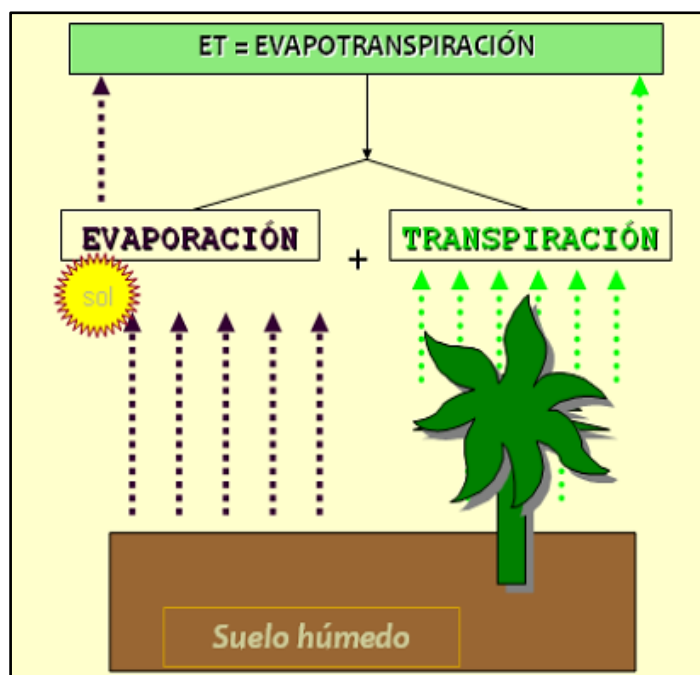 ET = EVAPOTRANSPIRACIÓN
EVAPORACIÓN
+
TRANSPIRACIÓN
sol
Suelo húmedo